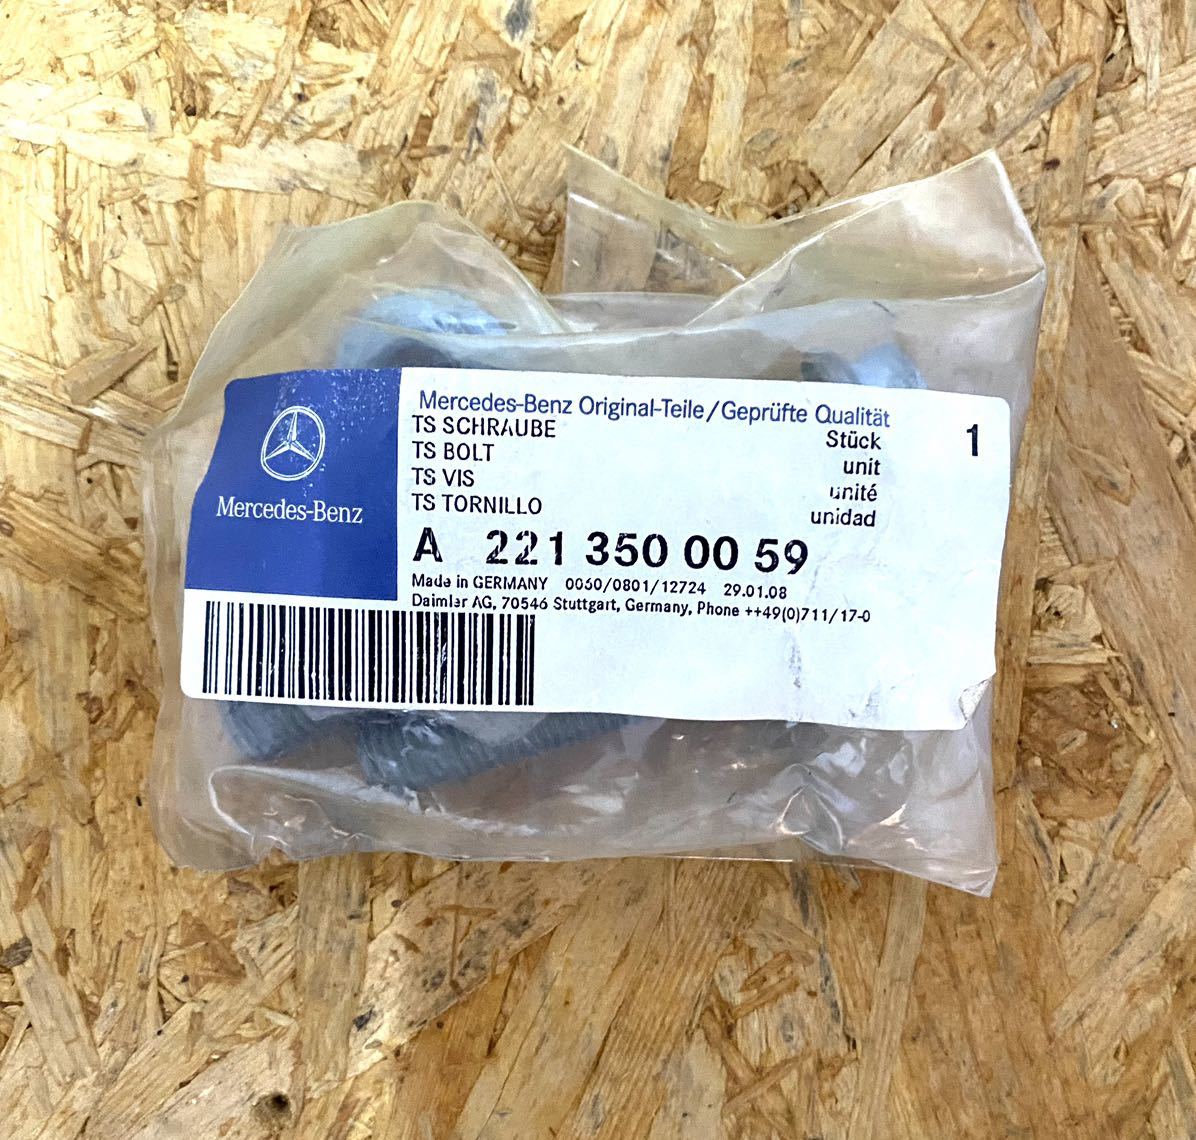 Mercedes-Benz
Mercedes-Benz Original-Teile/Geprüfte Qualität
TS SCHRAUBE Stück 1
TS BOLT unit
TS VIS unité
TS TORNILLO unidad
A 221 350 00 59
Made in GERMANY 0060/0801/12724 29.01.08
Daimler AG, 70546 Stuttgart, Germany, Phone ++49(0)711/17-0